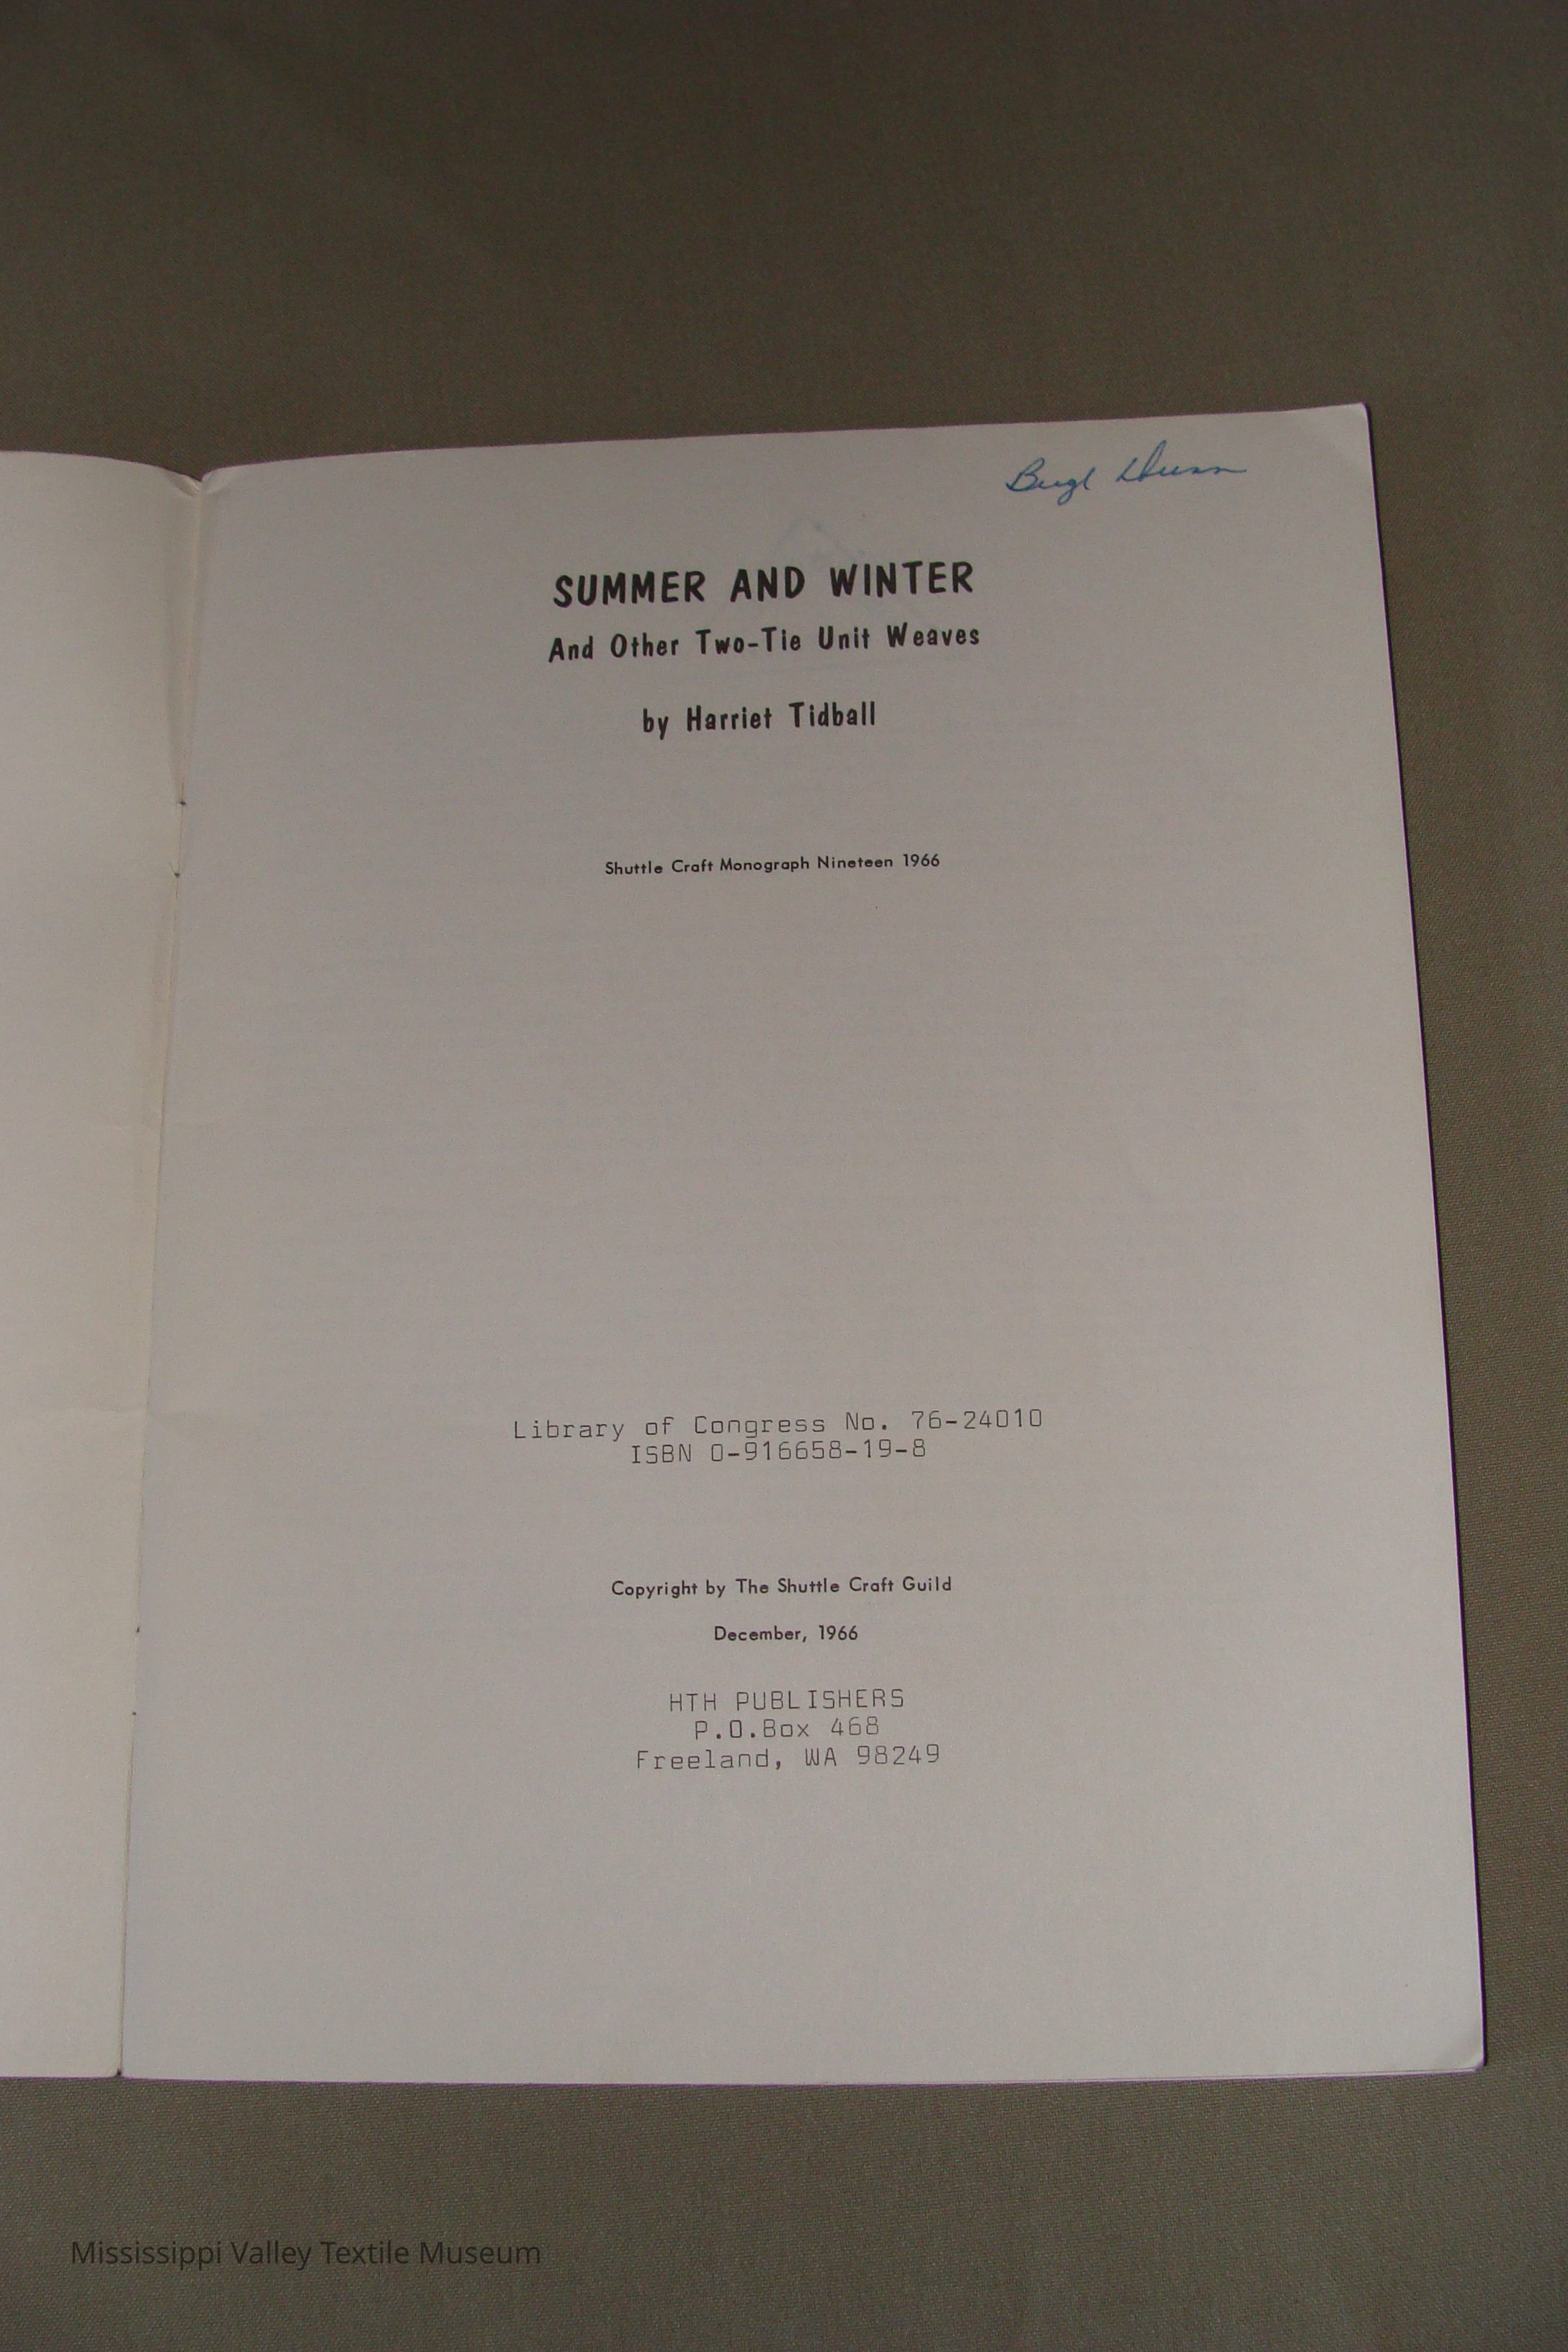 SUMMER AND WINTER
And Other Two-Tie Unit Weaves
by Harriet Tidball
Shuttle Craft Monograph Nineteen 1966
Library of Congress No. 76-24010
ISBN 0-916658-19-8
Copyright by The Shuttle Craft Guild
December, 1966
HTH PUBLISHERS
P.O.Box 468
Freeland, WA 98249
Mississippi Valley Textile Museum